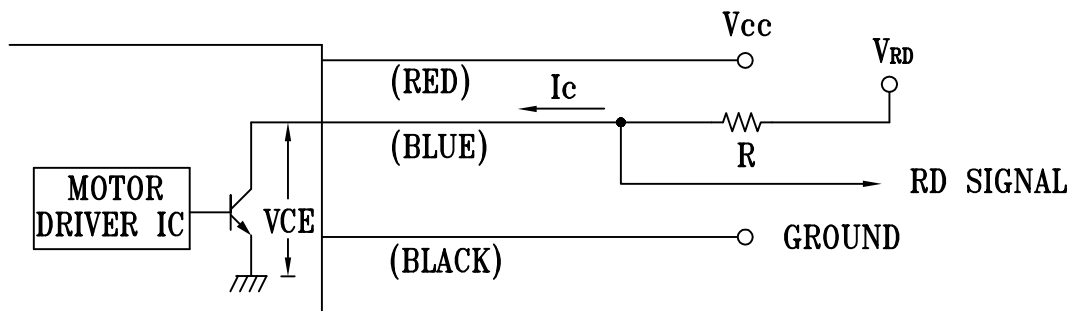 Vcc
VRD
(RED)
Ic
(BLUE)
R
MOTOR
DRIVER IC
VCE
RD SIGNAL
GROUND
(BLACK)